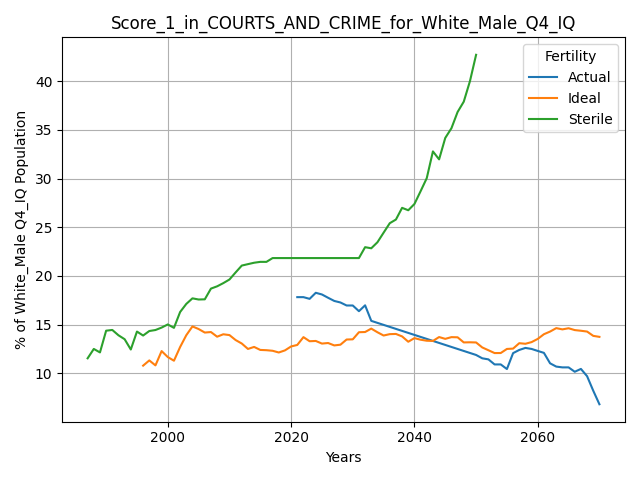 Score_1_in_COURTS_AND_CRIME_for_White_Male_Q4_IQ
Fertility
Actual
Ideal
Sterile
% of White_Male Q4_IQ Population
40
35
30
25
20
15
10
2000
2020
2040
2060
Years